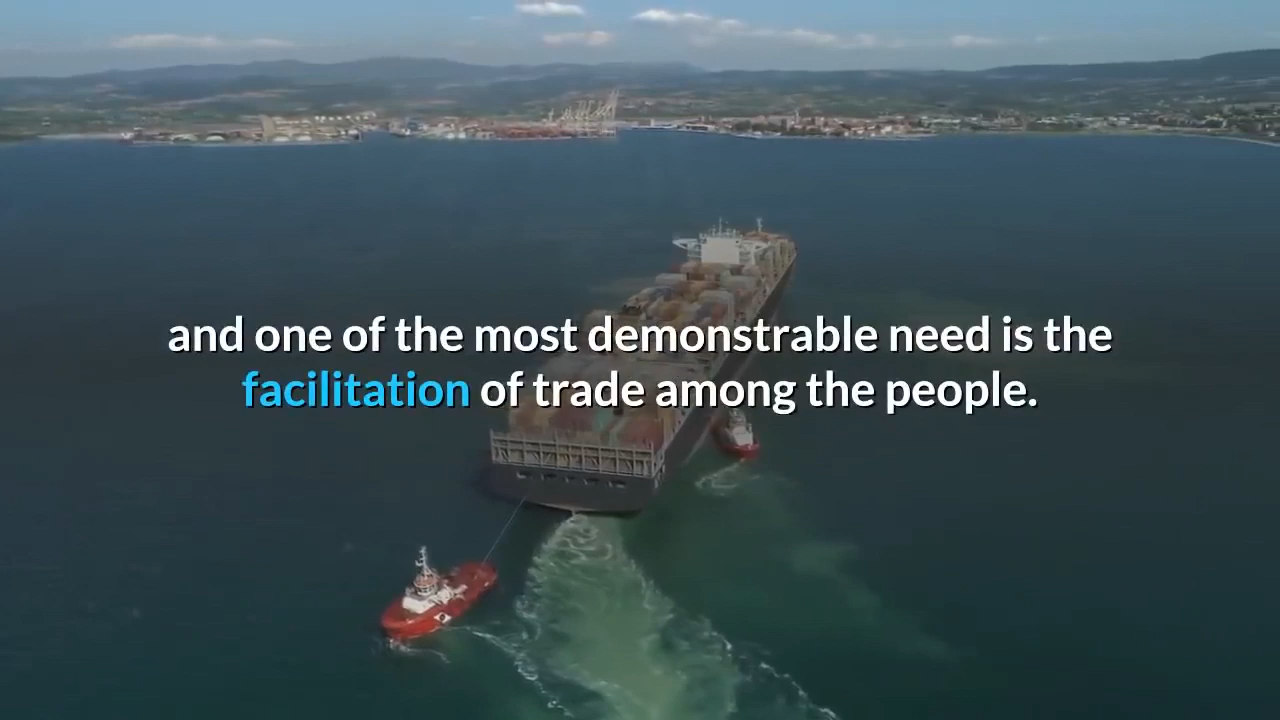 and one of the most demonstrable need is the
facilitation of trade among the people.